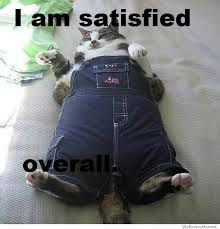 I am satisfied
overall.